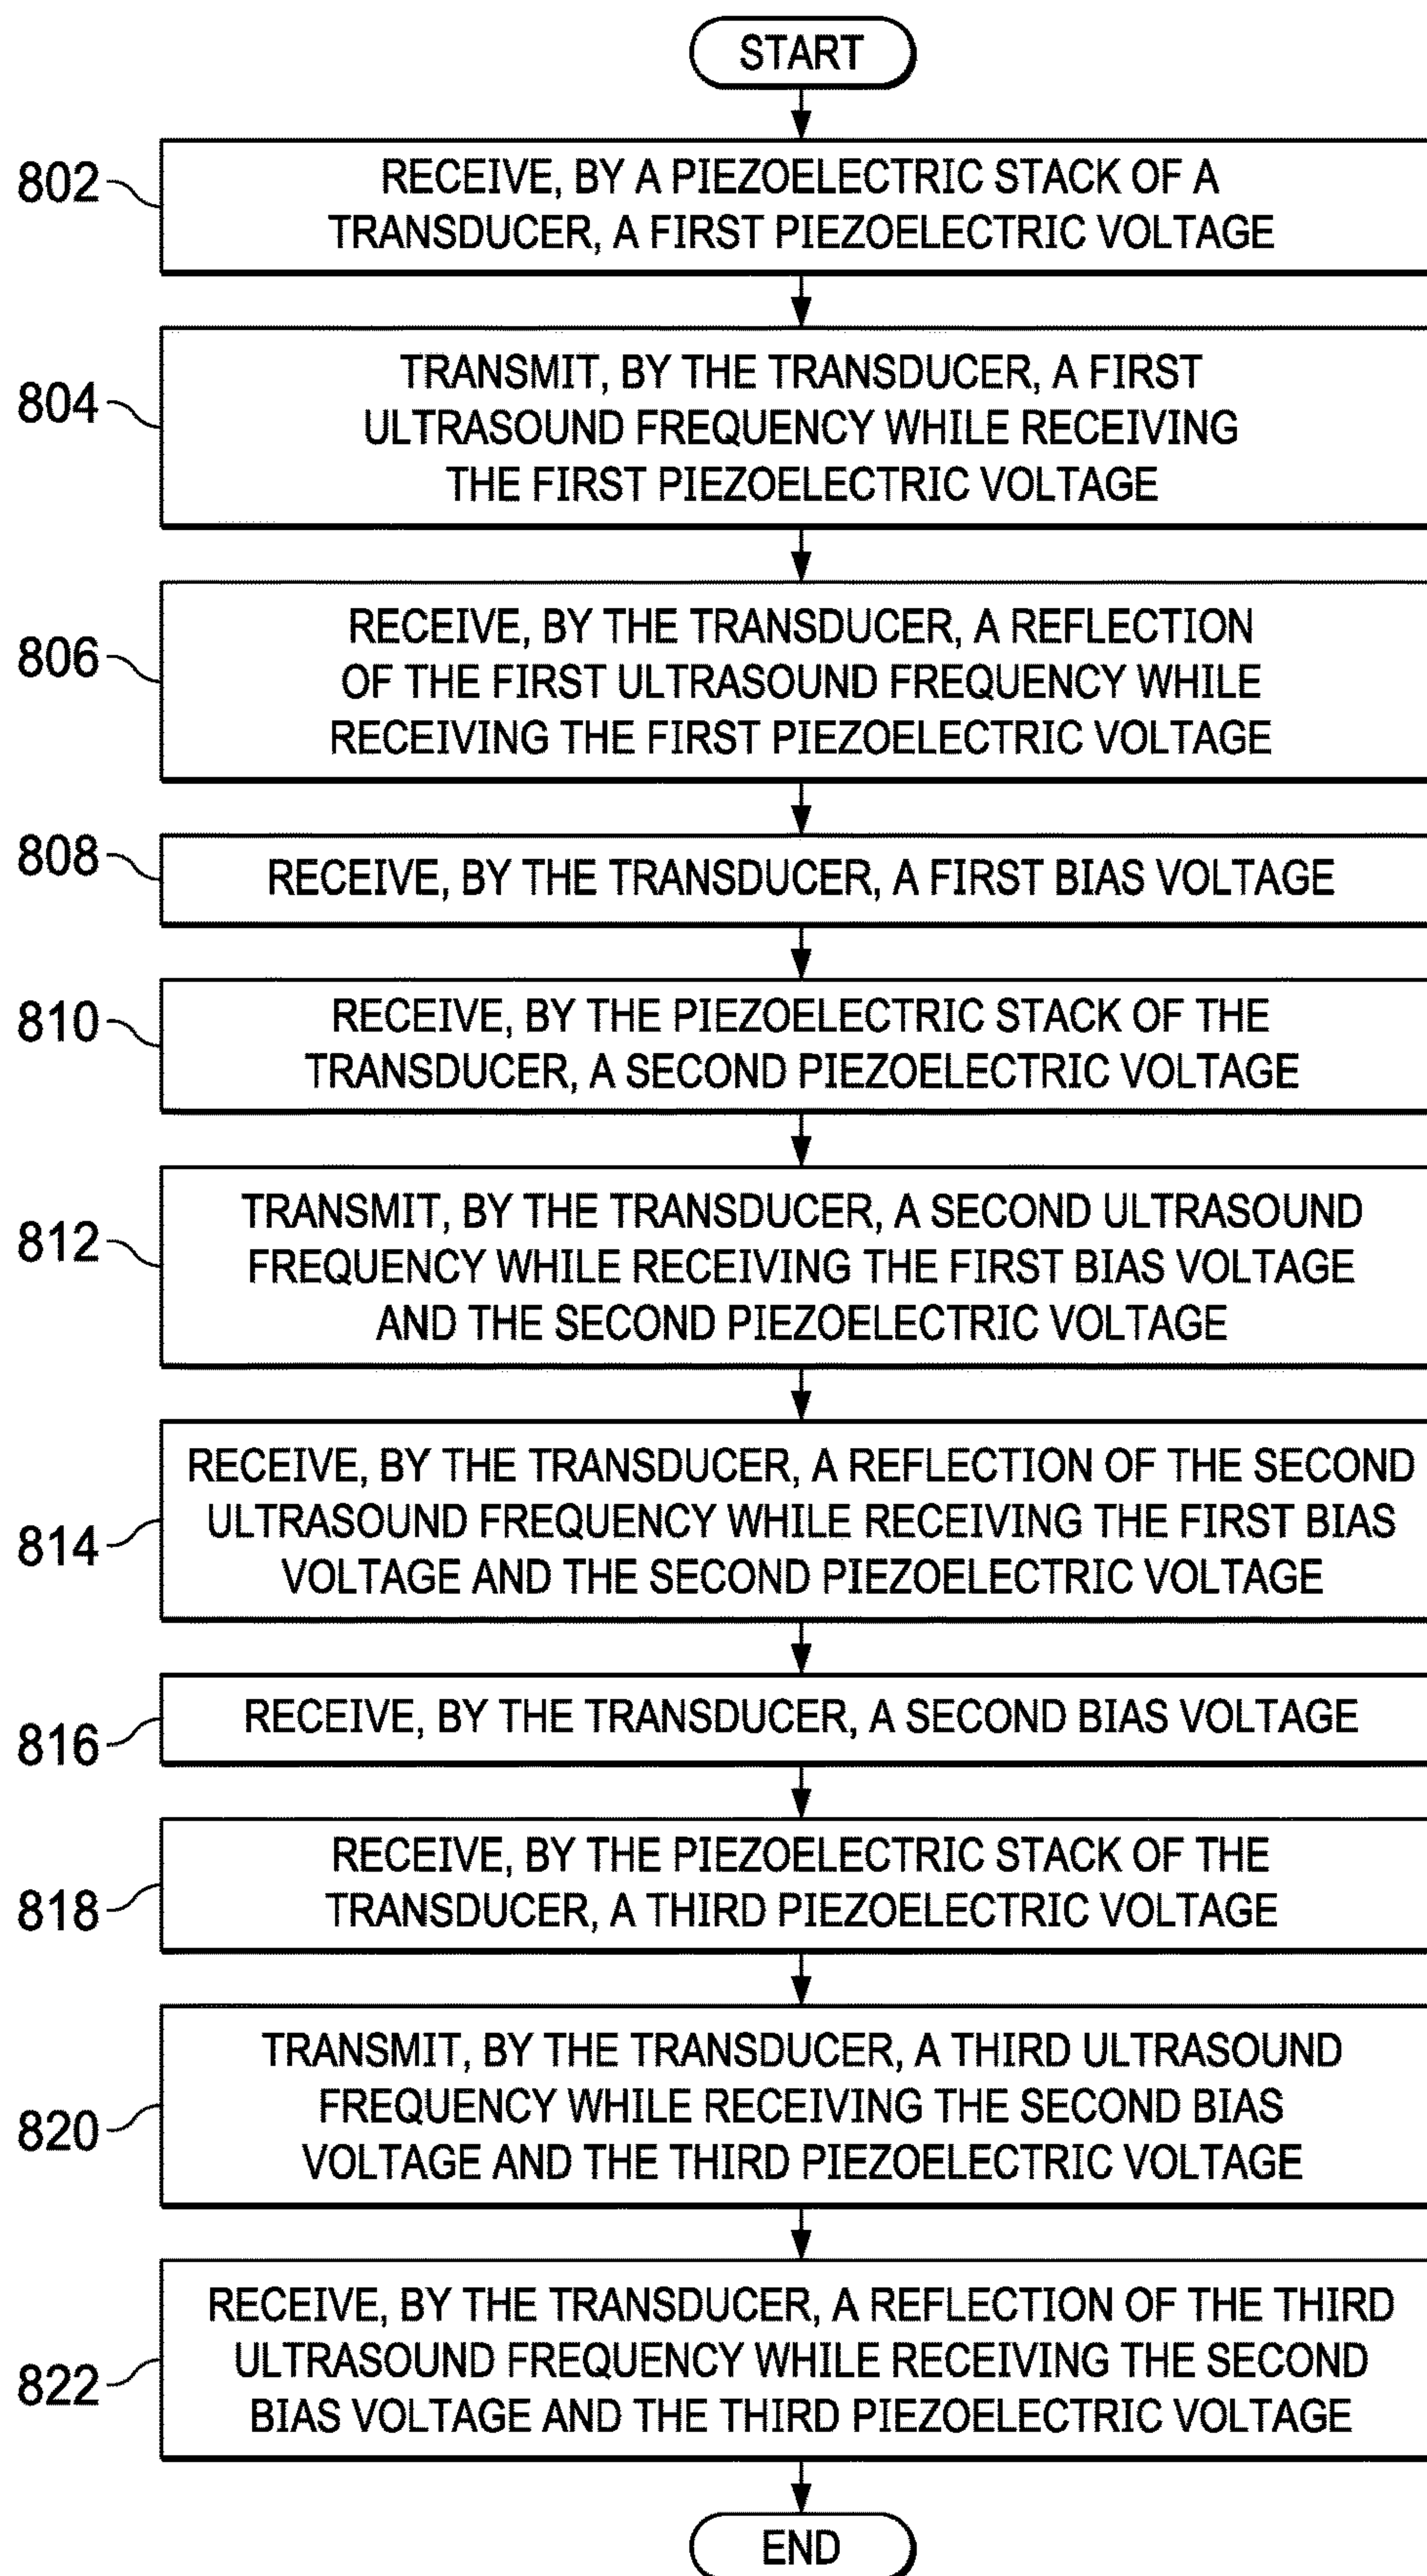 START
802
RECEIVE, BY A PIEZOELECTRIC STACK OF A
TRANSDUCER, A FIRST PIEZOELECTRIC VOLTAGE
804
TRANSMIT, BY THE TRANSDUCER, A FIRST
ULTRASOUND FREQUENCY WHILE RECEIVING
THE FIRST PIEZOELECTRIC VOLTAGE
806
RECEIVE, BY THE TRANSDUCER, A REFLECTION
OF THE FIRST ULTRASOUND FREQUENCY WHILE
RECEIVING THE FIRST PIEZOELECTRIC VOLTAGE
808
RECEIVE, BY THE TRANSDUCER, A FIRST BIAS VOLTAGE
810
RECEIVE, BY THE PIEZOELECTRIC STACK OF THE
TRANSDUCER, A SECOND PIEZOELECTRIC VOLTAGE
812
TRANSMIT, BY THE TRANSDUCER, A SECOND ULTRASOUND
FREQUENCY WHILE RECEIVING THE FIRST BIAS VOLTAGE
AND THE SECOND PIEZOELECTRIC VOLTAGE
814
RECEIVE, BY THE TRANSDUCER, A REFLECTION OF THE SECOND
ULTRASOUND FREQUENCY WHILE RECEIVING THE FIRST BIAS
VOLTAGE AND THE SECOND PIEZOELECTRIC VOLTAGE
816
RECEIVE, BY THE TRANSDUCER, A SECOND BIAS VOLTAGE
818
RECEIVE, BY THE PIEZOELECTRIC STACK OF THE
TRANSDUCER, A THIRD PIEZOELECTRIC VOLTAGE
820
TRANSMIT, BY THE TRANSDUCER, A THIRD ULTRASOUND
FREQUENCY WHILE RECEIVING THE SECOND BIAS
VOLTAGE AND THE THIRD PIEZOELECTRIC VOLTAGE
822
RECEIVE, BY THE TRANSDUCER, A REFLECTION OF THE THIRD
ULTRASOUND FREQUENCY WHILE RECEIVING THE SECOND
BIAS VOLTAGE AND THE THIRD PIEZOELECTRIC VOLTAGE
END